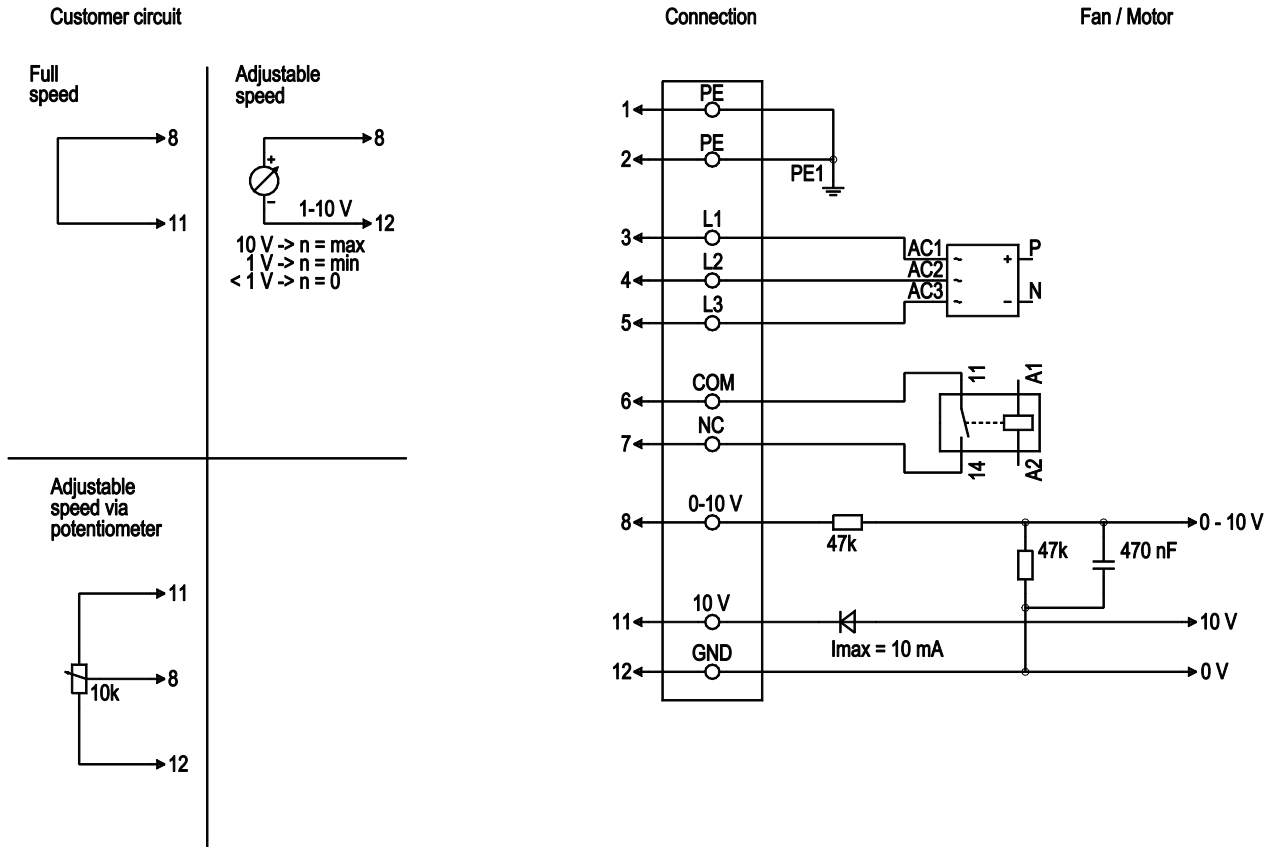 Customer circuit
Connection
Fan / Motor
Full
speed
8
11
Adjustable
speed
8
+
−
1-10 V
12
10 V -> n = max
1 V -> n = min
< 1 V -> n = 0
Adjustable
speed via
potentiometer
11
8
10k
12
1
PE
2
PE
PE1
3
L1
4
L2
5
L3
AC1
AC2
AC3
~
~
~
+
−
P
N
6
COM
7
NC
11
14
A1
A2
8
0-10 V
47k
47k
470 nF
0 - 10 V
11
10 V
Imax = 10 mA
10 V
12
GND
0 V